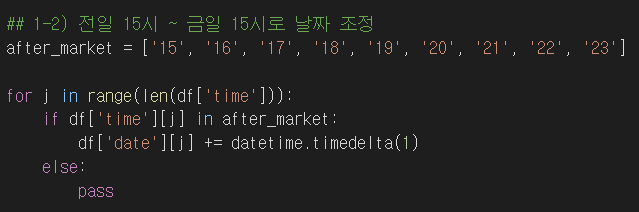 ## 1-2) 전일 15시 ~ 금일 15시로 날짜 조정
after_market = ['15', '16', '17', '18', '19', '20', '21', '22', '23']
for j in range(len(df['time'])):
    if df['time'][j] in after_market:
        df['date'][j] += datetime.timedelta(1)
    else:
        pass